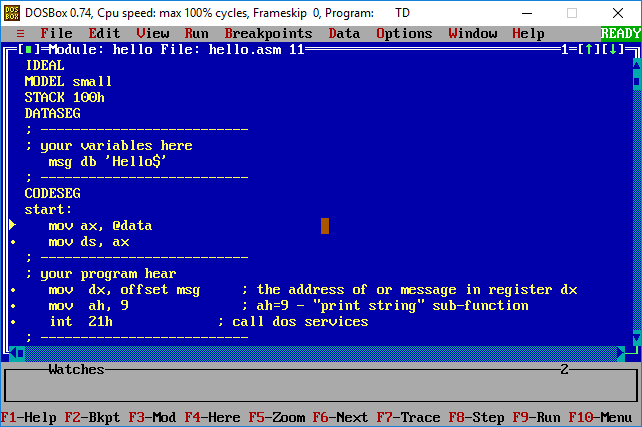 DOSBox 0.74, Cpu speed: max 100% cycles, Frameskip 0, Program: TD
≡ File Edit View Run Breakpoints Data Options Window Help READY
[■]=Module: hello File: hello.asm 11 1=[↑][↓]
IDEAL
MODEL small
STACK 100h
DATASEG
; --------------------------
; your variables here
msg db 'Hello$'
; --------------------------
CODESEG
start:
mov ax, @data
mov ds, ax
; --------------------------
; your program hear
mov dx, offset msg ; the address of or message in register dx
mov ah, 9 ; ah=9 - "print string" sub-function
int 21h ; call dos services
; --------------------------
Watches 2
F1-Help F2-Bkpt F3-Mod F4-Here F5-Zoom F6-Next F7-Trace F8-Step F9-Run F10-Menu